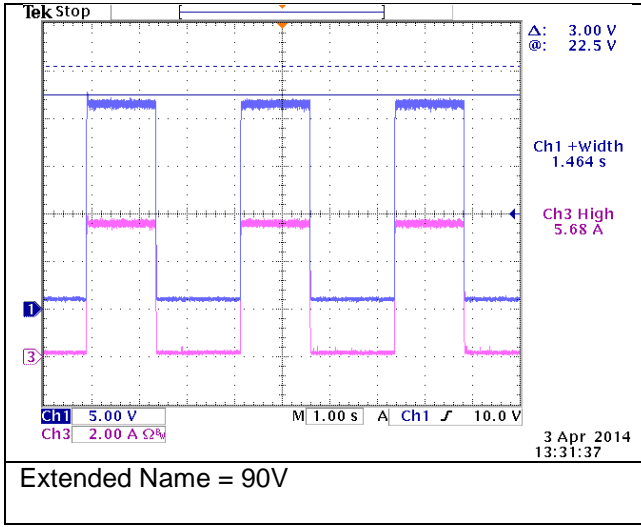 Tek Stop
Δ: 3.00 V
@: 22.5 V
Ch1 +Width
1.464 s
Ch3 High
5.68 A
1
3
Ch1 5.00 V M 1.00 s A Ch1 ʃ 10.0 V
Ch3 2.00 A Ω Bw
3 Apr 2014
13:31:37
Extended Name = 90V